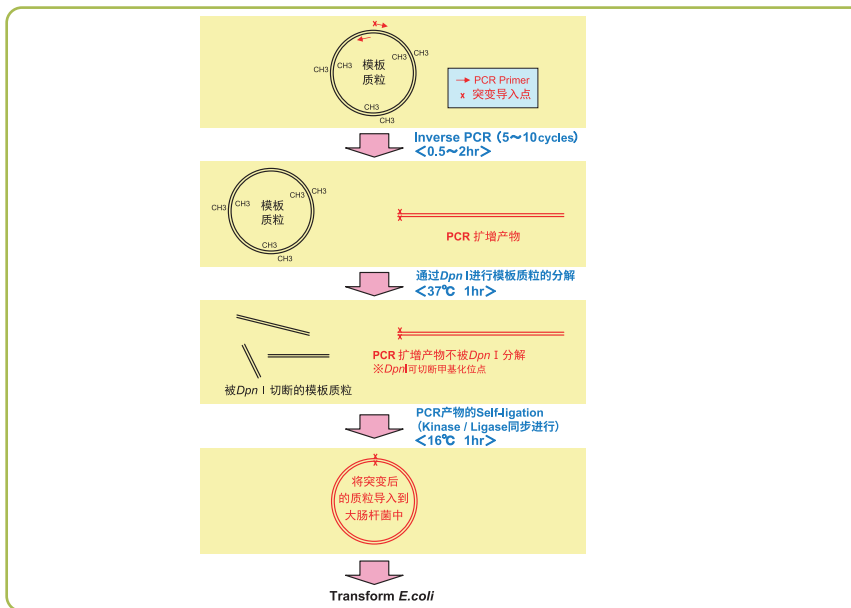 x
CH3
CH3
CH3
CH3
模板
质粒
CH3
CH3
→ PCR Primer
x 突变导入点
Inverse PCR (5～10cycles)
＜0.5～2hr＞
CH3
CH3
CH3
CH3
模板
质粒
CH3
CH3
x
x
PCR 扩增产物
通过Dpn Ⅰ进行模板质粒的分解
＜37℃ 1hr＞
x
x
PCR 扩增产物不被Dpn Ⅰ 分解
※DpnⅠ可切断甲基化位点
被Dpn Ⅰ 切断的模板质粒
PCR产物的Self-ligation
（Kinase / Ligase同步进行）
＜16℃ 1hr＞
x
x
将突变后
的质粒导入到
大肠杆菌中
Transform E.coli